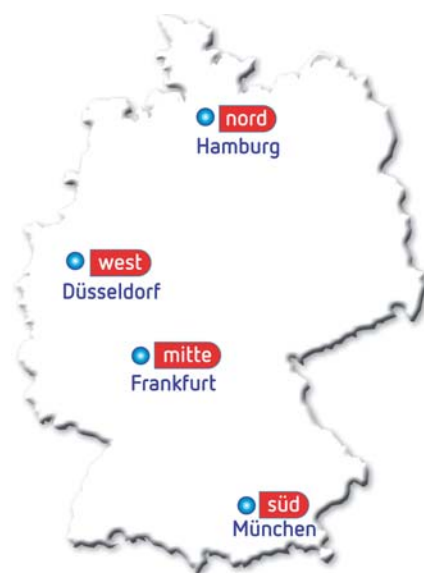 nord
Hamburg
west
Düsseldorf
mitte
Frankfurt
süd
München